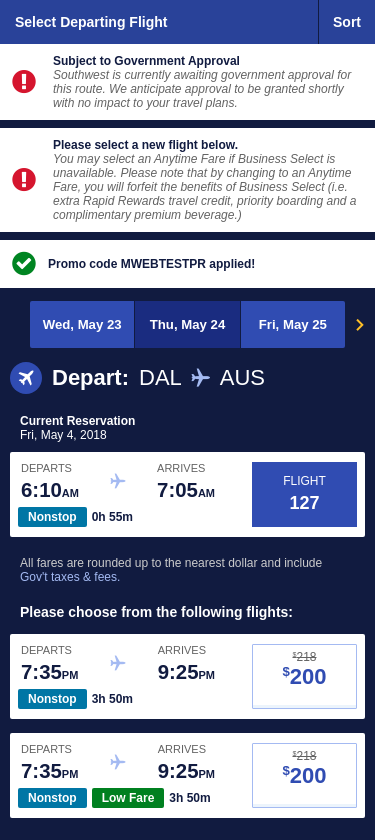 Select Departing Flight Sort
Subject to Government Approval
Southwest is currently awaiting government approval for
this route. We anticipate approval to be granted shortly
with no impact to your travel plans.
Please select a new flight below.
You may select an Anytime Fare if Business Select is
unavailable. Please note that by changing to an Anytime
Fare, you will forfeit the benefits of Business Select (i.e.
extra Rapid Rewards travel credit, priority boarding and a
complimentary premium beverage.)
Promo code MWEBTESTPR applied!
Wed, May 23 Thu, May 24 Fri, May 25
Depart: DAL AUS
Current Reservation
Fri, May 4, 2018
DEPARTS ARRIVES FLIGHT
6:10AM 7:05AM 127
Nonstop 0h 55m
All fares are rounded up to the nearest dollar and include
Gov't taxes & fees.
Please choose from the following flights:
DEPARTS ARRIVES $218
7:35PM 9:25PM $200
Nonstop 3h 50m
DEPARTS ARRIVES $218
7:35PM 9:25PM $200
Nonstop Low Fare 3h 50m